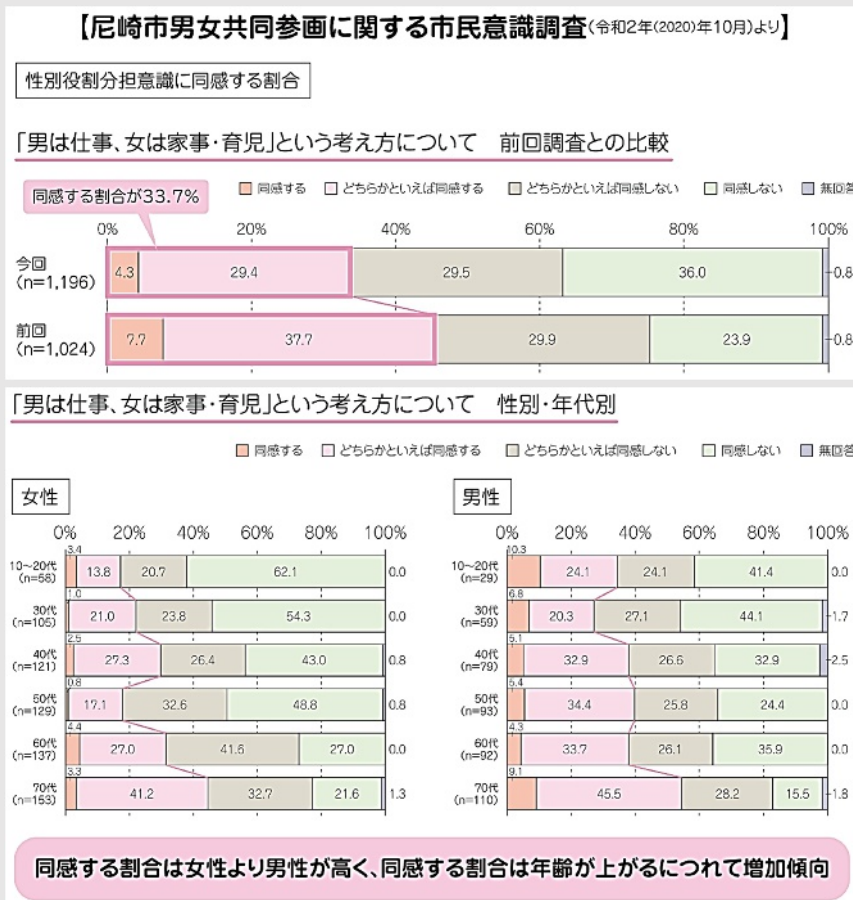 【尼崎市男女共同参画に関する市民意識調査(令和2年(2020)年10月)より】
性別役割分担意識に同感する割合
「男は仕事、女は家事・育児」という考え方について 前回調査との比較
同感する割合が33.7%
同感する どちらかといえば同感する どちらかといえば同感しない 同感しない 無回答
0% 20% 40% 60% 80% 100%
今回
(n=1,196)
4.3 29.4 29.5 36.0 0.8
前回
(n=1,024)
7.7 37.7 29.9 23.9 0.8
「男は仕事、女は家事・育児」という考え方について 性別・年代別
同感する どちらかといえば同感する どちらかといえば同感しない 同感しない 無回答
女性
0% 20% 40% 60% 80% 100%
10~20代
(n=58)
3.4 13.8 20.7 62.1 0.0
30代
(n=105)
1.0 21.0 23.8 54.3 0.0
40代
(n=121)
2.5 27.3 26.4 43.0 0.8
50代
(n=129)
0.8 17.1 32.6 48.8 0.8
60代
(n=137)
4.4 27.0 41.6 27.0 0.0
70代
(n=153)
3.3 41.2 32.7 21.6 1.3
男性
0% 20% 40% 60% 80% 100%
10~20代
(n=29)
10.3 24.1 24.1 41.4 0.0
30代
(n=59)
6.8 20.3 27.1 44.1 1.7
40代
(n=79)
5.1 32.9 26.6 32.9 2.5
50代
(n=93)
5.4 34.4 25.8 24.4 0.0
60代
(n=92)
4.3 33.7 26.1 35.9 0.0
70代
(n=110)
9.1 45.5 28.2 15.5 1.8
同感する割合は女性より男性が高く、同感する割合は年齢が上がるにつれて増加傾向